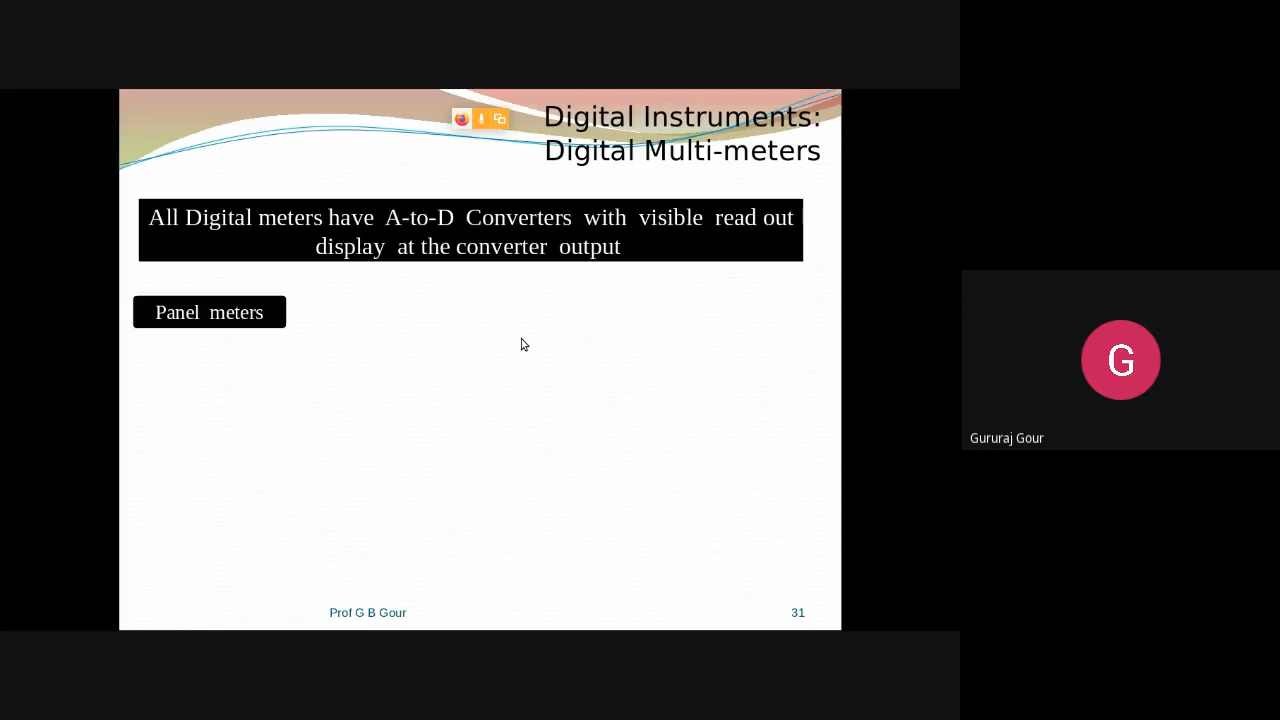 Digital Instruments:
Digital Multi-meters
All Digital meters have A-to-D Converters with visible read out
display at the converter output
Panel meters
G
Gururaj Gour
Prof G B Gour
31